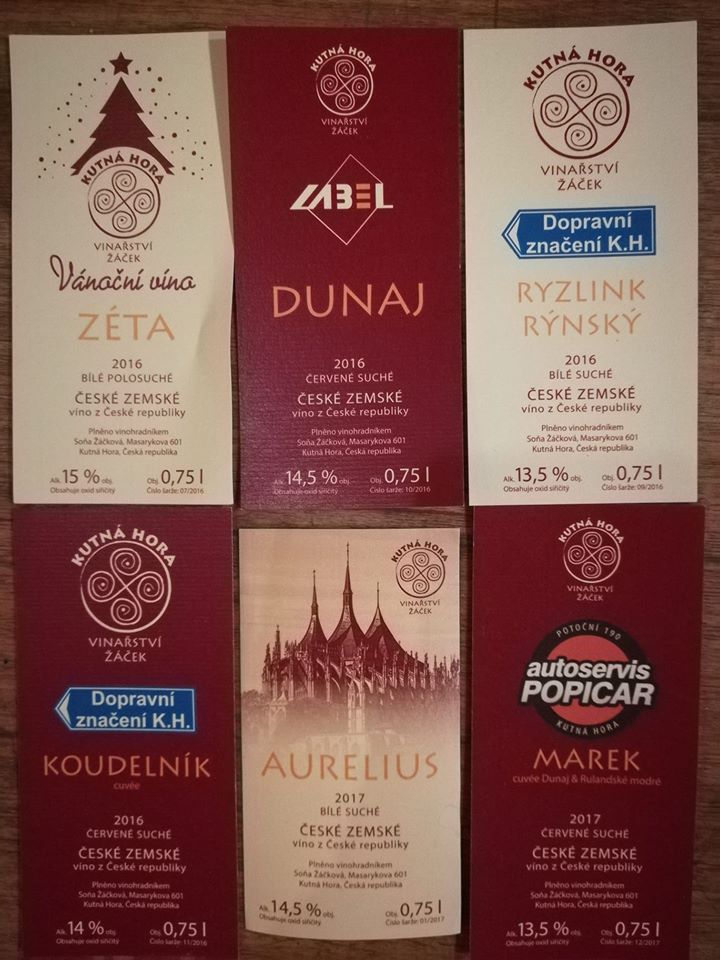 KUTNÁ HORA
VINAŘSTVÍ
ŽÁČEK
Vánoční víno
ZÉTA
2016
BÍLÉ POLOSUCHÉ
ČESKÉ ZEMSKÉ
víno z České republiky
Plněno vinohradníkem
Soňa Žáčková, Masarykova 601
Kutná Hora, Česká republika
Alk. 15 % obj. Obj. 0,75 l
Obsahuje oxid siřičitý Číslo šarže: 07/2016
KUTNÁ HORA
VINAŘSTVÍ
ŽÁČEK
LABEL
DUNAJ
2016
ČERVENÉ SUCHÉ
ČESKÉ ZEMSKÉ
víno z České republiky
Plněno vinohradníkem
Soňa Žáčková, Masarykova 601
Kutná Hora, Česká republika
Alk. 14,5 % obj. Obj. 0,75 l
Obsahuje oxid siřičitý Číslo šarže: 10/2016
KUTNÁ HORA
VINAŘSTVÍ
ŽÁČEK
Dopravní
značení K.H.
RYZLINK
RÝNSKÝ
2016
BÍLÉ SUCHÉ
ČESKÉ ZEMSKÉ
víno z České republiky
Plněno vinohradníkem
Soňa Žáčková, Masarykova 601
Kutná Hora, Česká republika
Alk. 13,5 % obj. Obj. 0,75 l
Obsahuje oxid siřičitý Číslo šarže: 09/2016
KUTNÁ HORA
VINAŘSTVÍ
ŽÁČEK
Dopravní
značení K.H.
KOUDELNÍK
cuvée
2016
ČERVENÉ SUCHÉ
ČESKÉ ZEMSKÉ
víno z České republiky
Plněno vinohradníkem
Soňa Žáčková, Masarykova 601
Kutná Hora, Česká republika
Alk. 14 % obj. Obj. 0,75 l
Obsahuje oxid siřičitý Číslo šarže: 11/2016
KUTNÁ HORA
VINAŘSTVÍ
ŽÁČEK
AURELIUS
2017
BÍLÉ SUCHÉ
ČESKÉ ZEMSKÉ
víno z České republiky
Plněno vinohradníkem
Soňa Žáčková, Masarykova 601
Kutná Hora, Česká republika
Alk. 14,5 % obj. Obj. 0,75 l
Obsahuje oxid siřičitý Číslo šarže: 01/2017
KUTNÁ HORA
VINAŘSTVÍ
ŽÁČEK
POTOČNÍ 190
autoservis
POPICAR
KUTNÁ HORA
MAREK
cuvée Dunaj & Rulandské modré
2017
ČERVENÉ SUCHÉ
ČESKÉ ZEMSKÉ
víno z České republiky
Plněno vinohradníkem
Soňa Žáčková, Masarykova 601
Kutná Hora, Česká republika
Alk. 13,5 % obj. Obj. 0,75 l
Obsahuje oxid siřičitý Číslo šarže: 12/2017